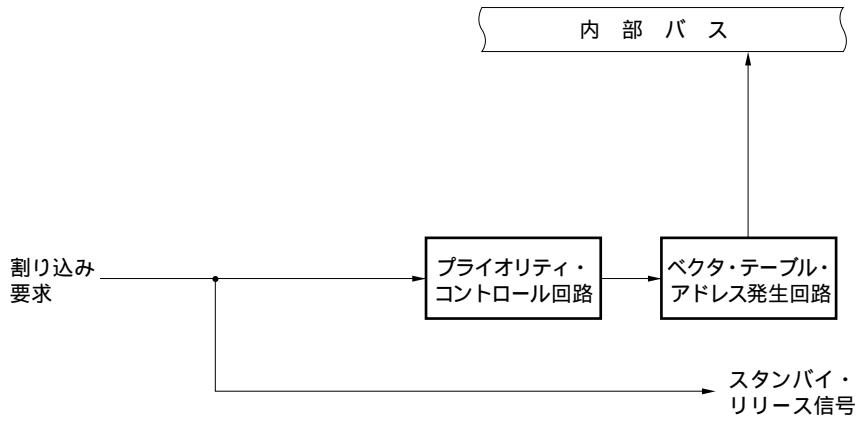 内 部 バ ス
割り込み
要求
プライオリティ・
コントロール回路
ベクタ・テーブル・
アドレス発生回路
スタンバイ・
リリース信号